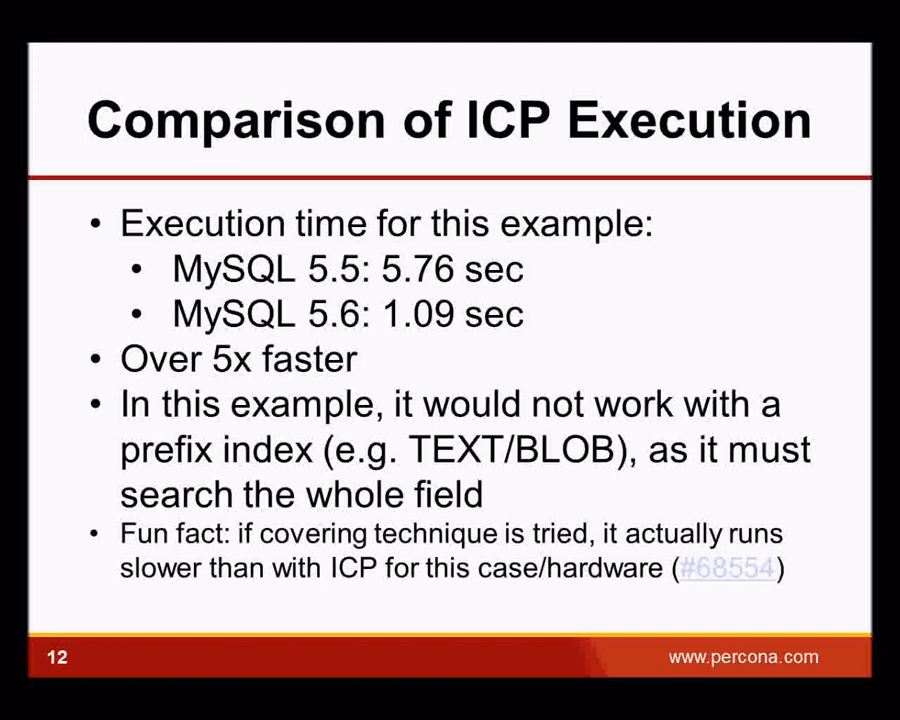 Comparison of ICP Execution
• Execution time for this example:
• MySQL 5.5: 5.76 sec
• MySQL 5.6: 1.09 sec
• Over 5x faster
• In this example, it would not work with a
prefix index (e.g. TEXT/BLOB), as it must
search the whole field
• Fun fact: if covering technique is tried, it actually runs
slower than with ICP for this case/hardware (#68554)
12
www.percona.com